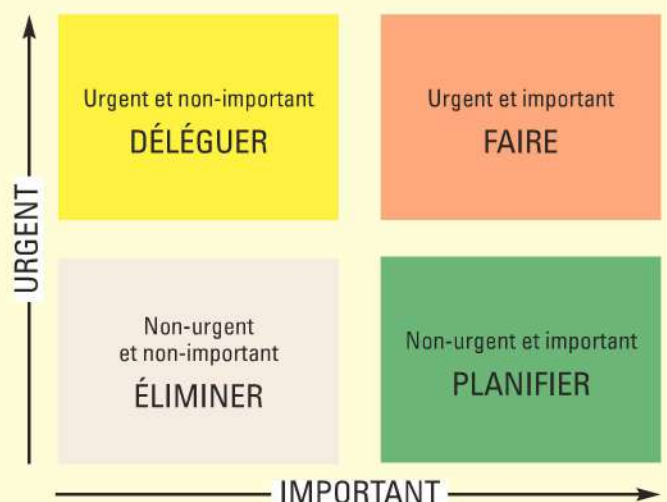 Urgent et non-important
DÉLÉGUER
Urgent et important
FAIRE
URGENT
Non-urgent
et non-important
ÉLIMINER
Non-urgent et important
PLANIFIER
IMPORTANT